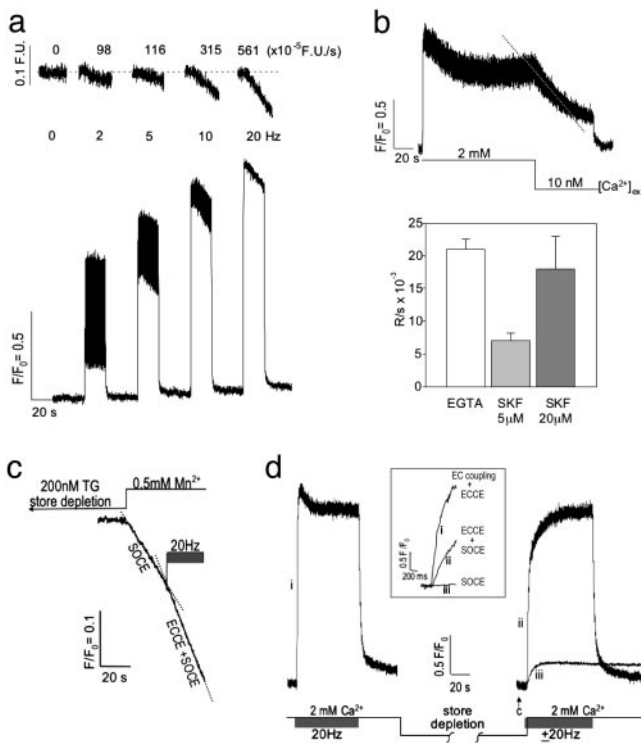 a
0.1 F.U.
0 98 116 315 561 (x10⁻⁵F.U./s)
0 2 5 10 20 Hz
F/F₀= 0.5
20 s
b
F/F₀= 0.5
20 s
2 mM
10 nM
[Ca²⁺]ex
R/s x 10⁻³
25
20
15
10
5
0
EGTA SKF 5µM SKF 20µM
c
200nM TG
store depletion
0.5mM Mn²⁺
SOCE
20Hz
ECCE +SOCE
F/F₀= 0.1
20 s
d
EC coupling
+
ECCE
i
ECCE
+
SOCE
ii
SOCE
iii
0.5 F/F₀
200 ms
i
ii
iii
0.5 F/F₀
20 s
c
2 mM Ca²⁺
20Hz
store
depletion
2 mM Ca²⁺
±20Hz